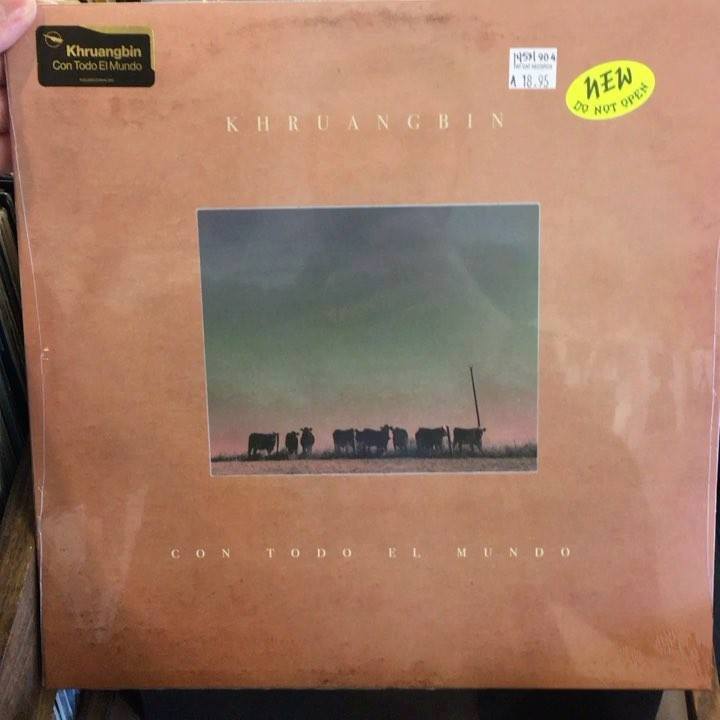 Khruangbin
Con Todo El Mundo
A 18.95
NEW
DO NOT OPEN
KHRUANGBIN
CON TODO EL MUNDO